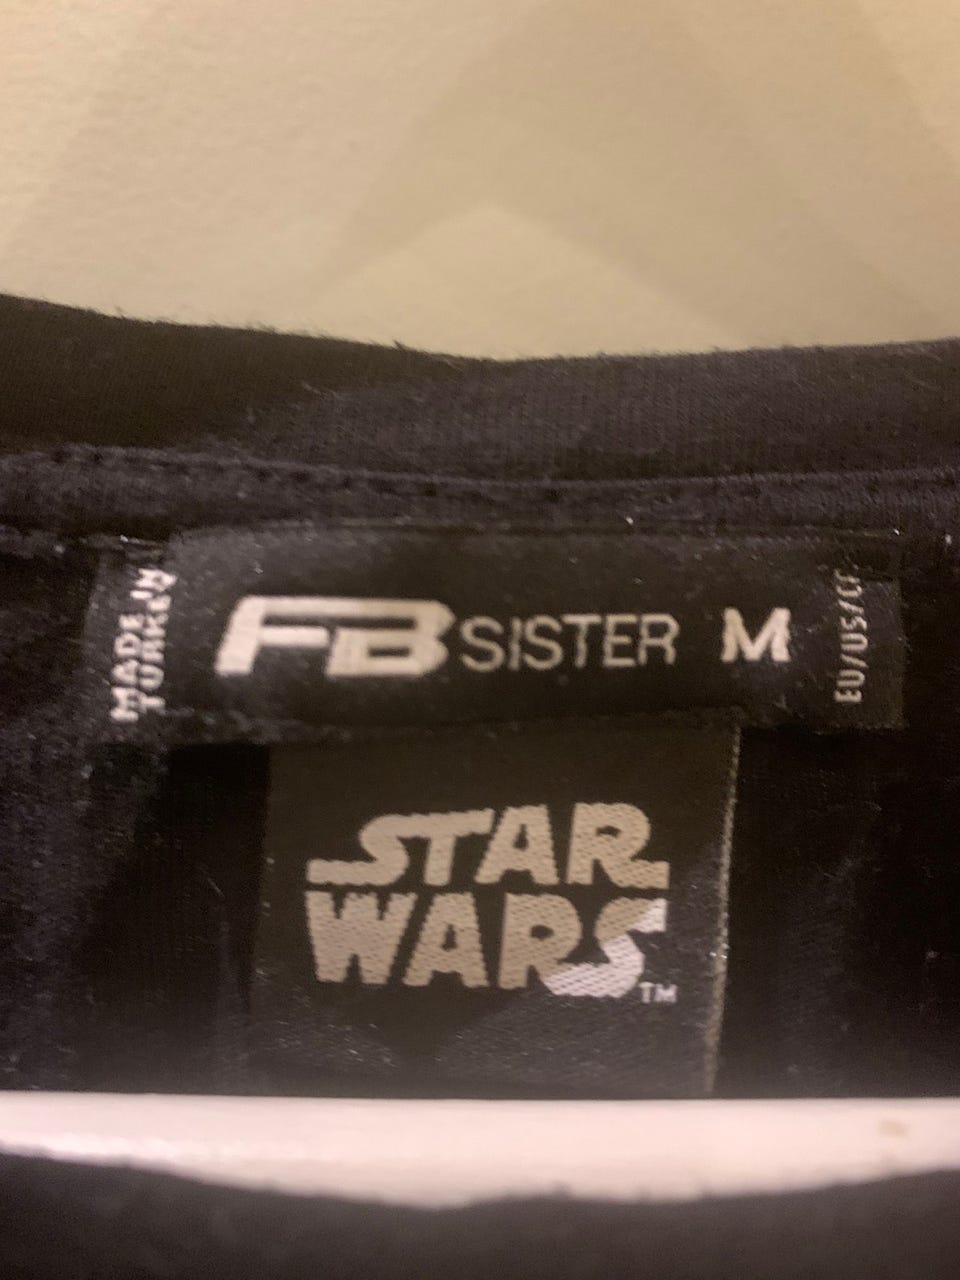 MADE IN
TURKEY
FB SISTER M
EU/US/CF
STAR
WARS
TM